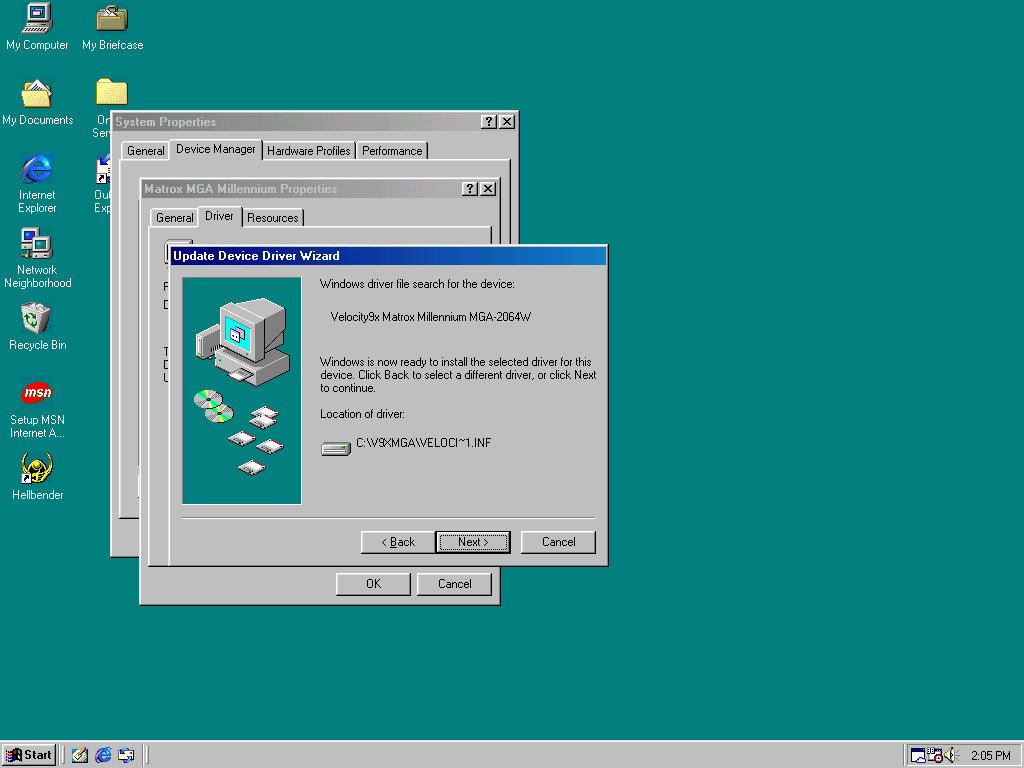 My Computer
My Briefcase
My Documents
Internet
Explorer
Network
Neighborhood
Recycle Bin
msn
Setup MSN
Internet A...
Hellbender
System Properties
General
Device Manager
Hardware Profiles
Performance
Matrox MGA Millennium Properties
General
Driver
Resources
Update Device Driver Wizard
Windows driver file search for the device:
Velocity9x Matrox Millennium MGA-2064W
Windows is now ready to install the selected driver for this
device. Click Back to select a different driver, or click Next
to continue.
Location of driver:
C:\V9XMGA\VELOCI~1.INF
< Back
Next >
Cancel
OK
Cancel
Start
2:05 PM